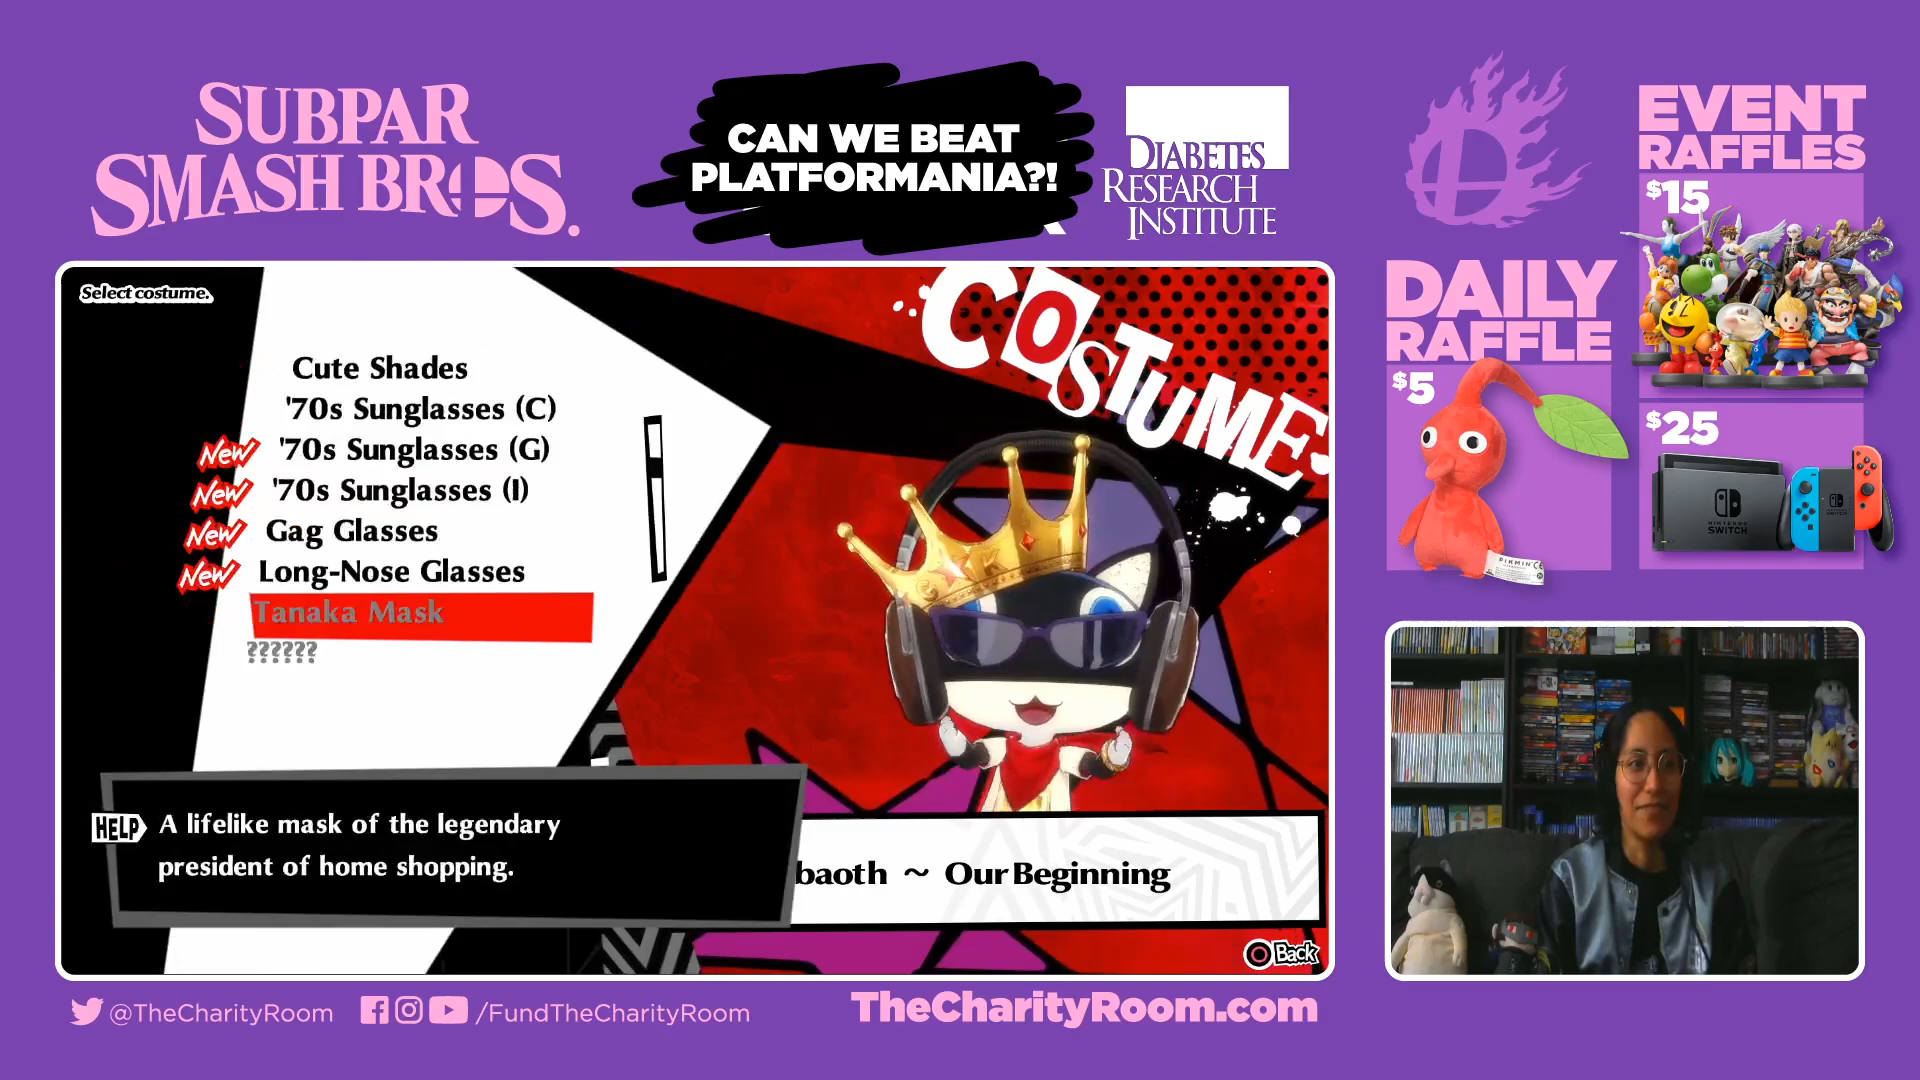 SUBPAR
SMASH BROS.
CAN WE BEAT
PLATFORMANIA?!
DIABETES
RESEARCH
INSTITUTE
EVENT
RAFFLES
$15
DAILY
RAFFLE
$5
$25
NINTENDO
SWITCH
PIKMIN
Select costume.
COSTUME
Cute Shades
'70s Sunglasses (C)
New '70s Sunglasses (G)
New '70s Sunglasses (I)
New Gag Glasses
New Long-Nose Glasses
Tanaka Mask
??????
HELP A lifelike mask of the legendary
president of home shopping.
baoth ~ Our Beginning
Back
@TheCharityRoom
/FundTheCharityRoom
TheCharityRoom.com